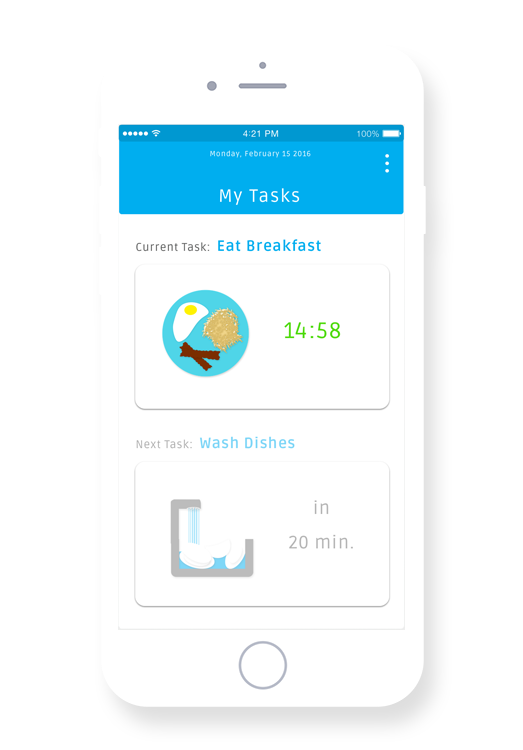 4:21 PM 100%
Monday, February 15 2016
My Tasks
Current Task: Eat Breakfast
14:58
Next Task: Wash Dishes
in
20 min.